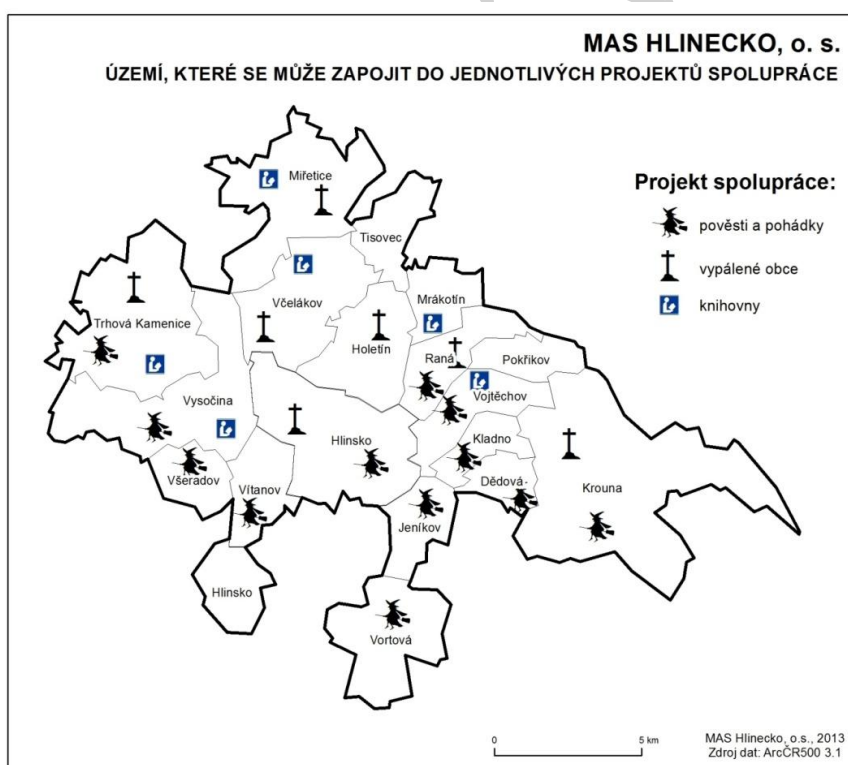 MAS HLINECKO, o. s.
ÚZEMÍ, KTERÉ SE MŮŽE ZAPOJIT DO JEDNOTLIVÝCH PROJEKTŮ SPOLUPRÁCE
Projekt spolupráce:
pověsti a pohádky
vypálené obce
knihovny
Miřetice
Tisovec
Včelákov
Mrákotín
Trhová Kamenice
Holetín
Raná
Pokřikov
Vojtěchov
Vysočina
Hlinsko
Kladno
Všeradov
Vítanov
Dědová
Krouna
Jeníkov
Hlinsko
Vortová
0 5 km
MAS Hlinecko, o.s., 2013
Zdroj dat: ArcČR500 3.1